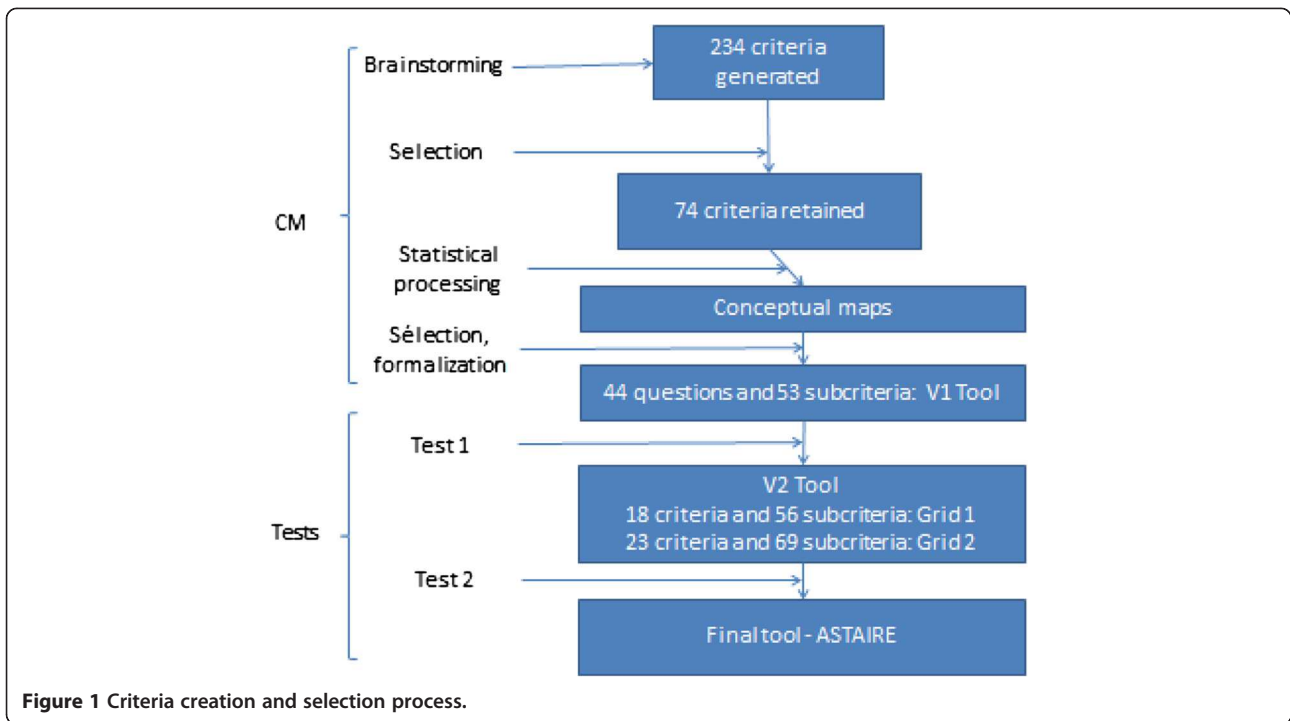 Brainstorming
234 criteria
generated
Selection
74 criteria retained
CM
Statistical
processing
Conceptual maps
Sélection,
formalization
44 questions and 53 subcriteria: V1 Tool
Test 1
V2 Tool
18 criteria and 56 subcriteria: Grid 1
23 criteria and 69 subcriteria: Grid 2
Tests
Test 2
Final tool - ASTAIRE
Figure 1 Criteria creation and selection process.